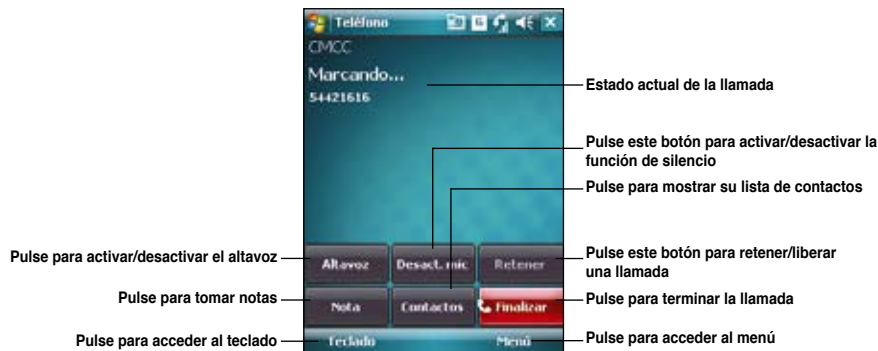 Teléfono
CMCC
Marcando...
54421616
Estado actual de la llamada
Pulse este botón para activar/desactivar la
función de silencio
Pulse para mostrar su lista de contactos
Pulse para activar/desactivar el altavoz
Altavoz
Desact. mic
Retener
Pulse este botón para retener/liberar
una llamada
Pulse para tomar notas
Nota
Contactos
Finalizar
Pulse para terminar la llamada
Pulse para acceder al teclado
Teclado
Menú
Pulse para acceder al menú